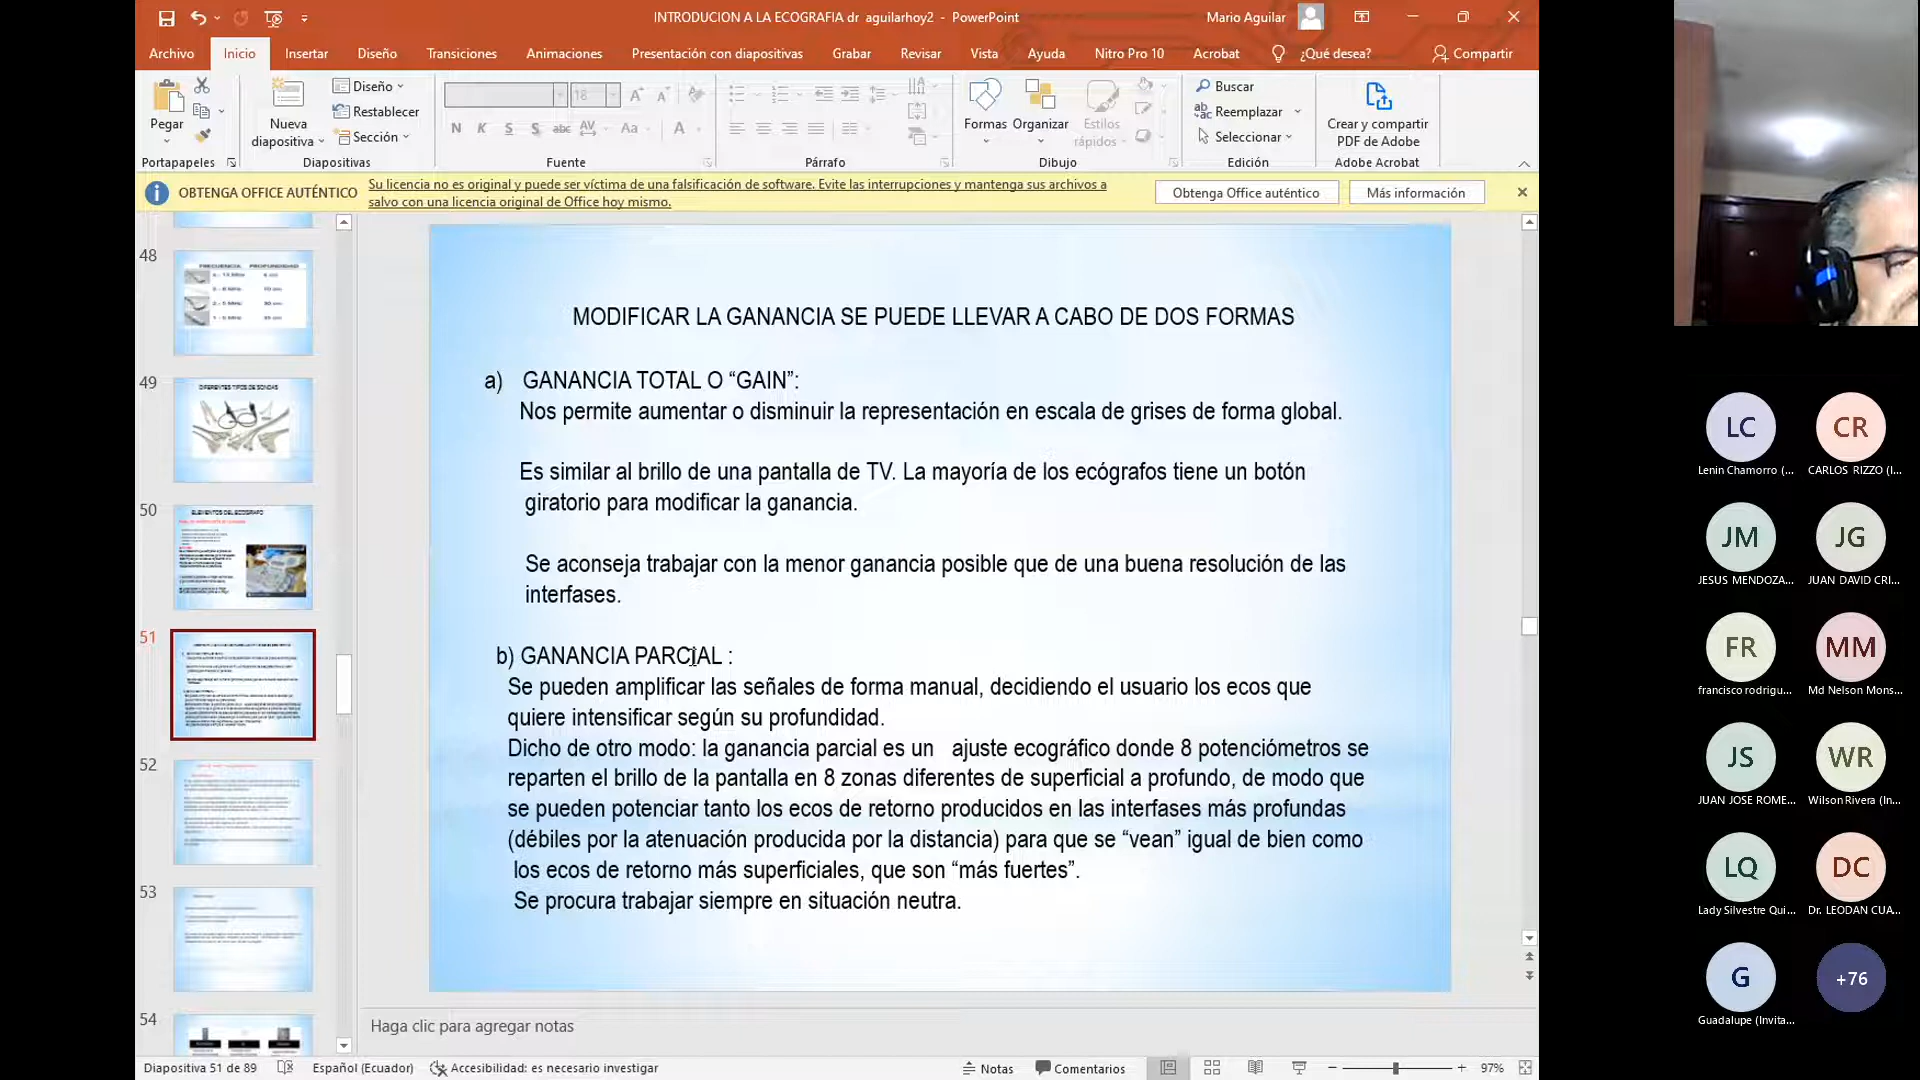 INTRODUCION A LA ECOGRAFIA dr aguilarhoy2 - PowerPoint
Mario Aguilar
Archivo
Inicio
Insertar
Diseño
Transiciones
Animaciones
Presentación con diapositivas
Grabar
Revisar
Vista
Ayuda
Nitro Pro 10
Acrobat
¿Qué desea?
Compartir
Pegar
Nueva
diapositiva
Diseño
Restablecer
Sección
18
N K S S abc AV Aa A
Formas
Organizar
Estilos
rápidos
Buscar
Reemplazar
Seleccionar
Crear y compartir
PDF de Adobe
Portapapeles
Diapositivas
Fuente
Párrafo
Dibujo
Edición
Adobe Acrobat
OBTENGA OFFICE AUTÉNTICO
Su licencia no es original y puede ser víctima de una falsificación de software. Evite las interrupciones y mantenga sus archivos a
salvo con una licencia original de Office hoy mismo.
Obtenga Office auténtico
Más información
48
FRECUENCIA PROFUNDIDAD
49
DIFERENTES TIPOS DE SONDAS
50
ELEMENTOS DEL ECOGRAFO
51
52
53
54
MODIFICAR LA GANANCIA SE PUEDE LLEVAR A CABO DE DOS FORMAS
a) GANANCIA TOTAL O “GAIN”:
Nos permite aumentar o disminuir la representación en escala de grises de forma global.
Es similar al brillo de una pantalla de TV. La mayoría de los ecógrafos tiene un botón
giratorio para modificar la ganancia.
Se aconseja trabajar con la menor ganancia posible que de una buena resolución de las
interfases.
b) GANANCIA PARCIAL :
Se pueden amplificar las señales de forma manual, decidiendo el usuario los ecos que
quiere intensificar según su profundidad.
Dicho de otro modo: la ganancia parcial es un ajuste ecográfico donde 8 potenciómetros se
reparten el brillo de la pantalla en 8 zonas diferentes de superficial a profundo, de modo que
se pueden potenciar tanto los ecos de retorno producidos en las interfases más profundas
(débiles por la atenuación producida por la distancia) para que se “vean” igual de bien como
los ecos de retorno más superficiales, que son “más fuertes”.
Se procura trabajar siempre en situación neutra.
Haga clic para agregar notas
Diapositiva 51 de 89
Español (Ecuador)
Accesibilidad: es necesario investigar
Notas
Comentarios
97%
LC
Lenin Chamorro (...
CR
CARLOS RIZZO (I...
JM
JESUS MENDOZA...
JG
JUAN DAVID CRI...
FR
francisco rodrigu...
MM
Md Nelson Mons...
JS
JUAN JOSE ROME...
WR
Wilson Rivera (In...
LQ
Lady Silvestre Qui...
DC
Dr. LEODAN CUA...
G
Guadalupe (Invita...
+76